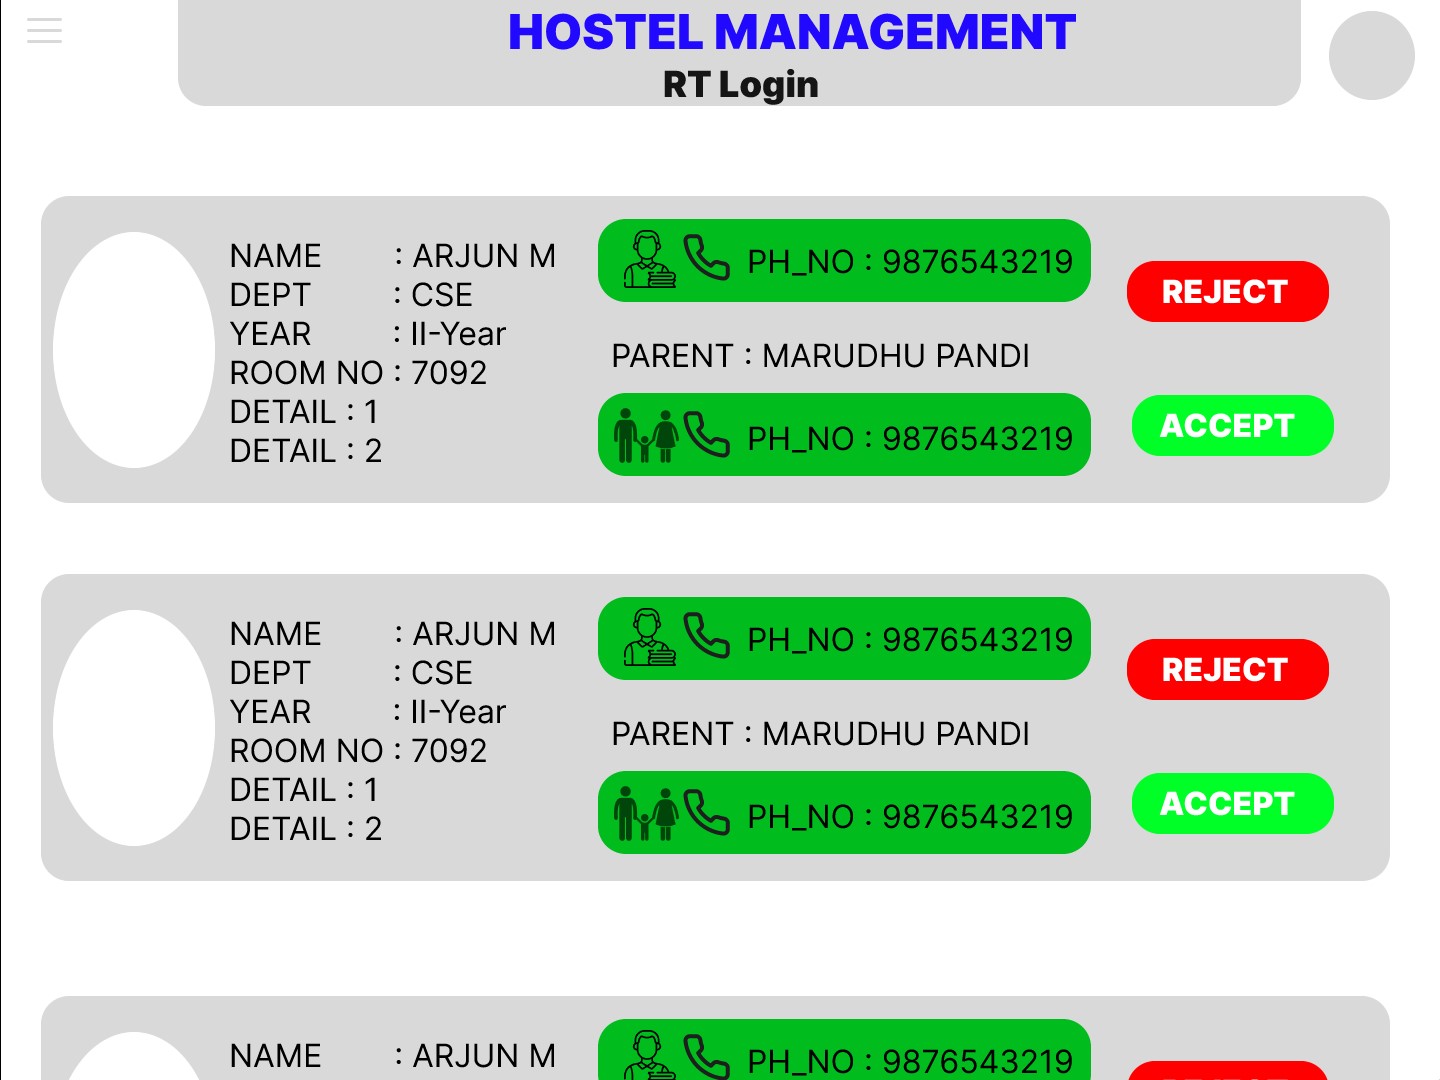 HOSTEL MANAGEMENT
RT Login
NAME : ARJUN M
DEPT : CSE
YEAR : II-Year
ROOM NO : 7092
DETAIL : 1
DETAIL : 2
PH_NO : 9876543219
PARENT : MARUDHU PANDI
PH_NO : 9876543219
REJECT
ACCEPT
NAME : ARJUN M
DEPT : CSE
YEAR : II-Year
ROOM NO : 7092
DETAIL : 1
DETAIL : 2
PH_NO : 9876543219
PARENT : MARUDHU PANDI
PH_NO : 9876543219
REJECT
ACCEPT
NAME : ARJUN M
PH_NO : 9876543219